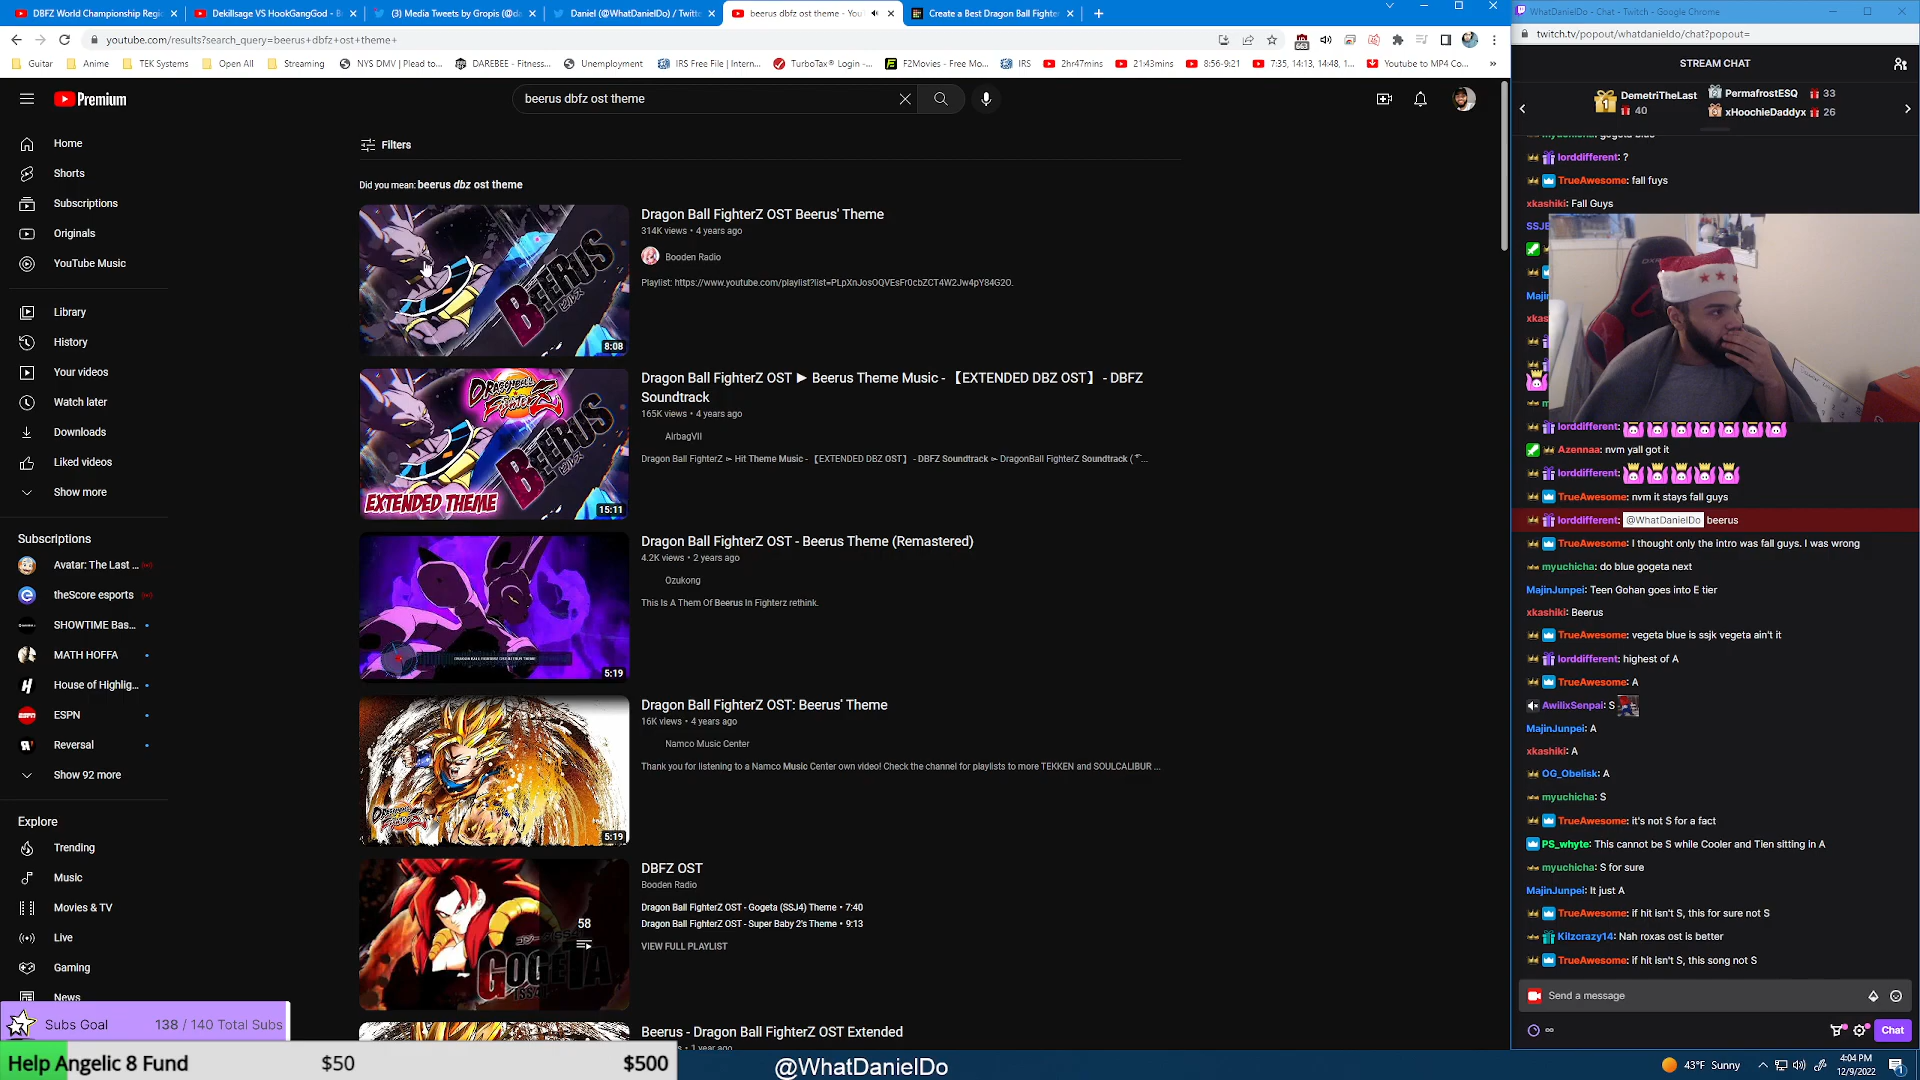 DBFZ World Championship Regi
Dekillsage VS HookGangGod - B
(3) Media Tweets by Gropis (@da
Daniel (@WhatDanielDo) / Twitte
beerus dbfz ost theme - You
Create a Best Dragon Ball Fighter
youtube.com/results?search_query=beerus+dbfz+ost+theme+
663
Guitar
Anime
TEK Systems
Open All
Streaming
NYS DMV | Plead to...
DAREBEE - Fitness...
Unemployment
IRS Free File | Intern...
TurboTax® Login -...
F2Movies - Free Mo...
IRS
2hr47mins
21:43mins
8:56-9:21
7:35, 14:13, 14:48, 1...
Youtube to MP4 Co...
Premium
beerus dbfz ost theme
Home
Shorts
Subscriptions
Originals
YouTube Music
Library
History
Your videos
Watch later
Downloads
Liked videos
Show more
Subscriptions
Avatar: The Last ...
theScore esports
SHOWTIME Bas...
MATH HOFFA
House of Highlig...
ESPN
Reversal
Show 92 more
Explore
Trending
Music
Movies & TV
Live
Gaming
News
Filters
Did you mean: beerus dbz ost theme
BEERUS
8:08
Dragon Ball FighterZ OST Beerus' Theme
314K views • 4 years ago
Booden Radio
Playlist: https://www.youtube.com/playlist?list=PLpXnJosOQVEsFr0cbZCT4W2Jw4pY84G2O.
DRAGONBALL FighterZ
BEERUS
EXTENDED THEME
15:11
Dragon Ball FighterZ OST ► Beerus Theme Music - 【EXTENDED DBZ OST】 - DBFZ
Soundtrack
165K views • 4 years ago
AirbagVII
Dragon Ball FighterZ ► Hit Theme Music - 【EXTENDED DBZ OST】 - DBFZ Soundtrack ► DragonBall FighterZ Soundtrack
5:19
Dragon Ball FighterZ OST - Beerus Theme (Remastered)
4.2K views • 2 years ago
Ozukong
This Is A Them Of Beerus In Fighterz rethink.
5:19
Dragon Ball FighterZ OST: Beerus' Theme
16K views • 4 years ago
Namco Music Center
Thank you for listening to a Namco Music Center own video! Check the channel for playlists to more TEKKEN and SOULCALIBUR ...
GOGETA
58
DBFZ OST
Booden Radio
Dragon Ball FighterZ OST - Gogeta (SSJ4) Theme • 7:40
Dragon Ball FighterZ OST - Super Baby 2's Theme • 9:13
VIEW FULL PLAYLIST
Beerus - Dragon Ball FighterZ OST Extended
Subs Goal
138 / 140 Total Subs
Help Angelic 8 Fund
$50
$500
@WhatDanielDo
WhatDanielDo - Chat - Twitch - Google Chrome
twitch.tv/popout/whatdanieldo/chat?popout=
STREAM CHAT
1
DemetriTheLast
40
PermafrostESQ 33
xHoochieDaddyx 26
lorddifferent: ?
TrueAwesome: fall fuys
xkashiki: Fall Guys
lorddifferent:
Azennaa: nvm yall got it
lorddifferent:
TrueAwesome: nvm it stays fall guys
lorddifferent: @WhatDanielDo beerus
TrueAwesome: I thought only the intro was fall guys. I was wrong
myuchicha: do blue gogeta next
MajinJunpei: Teen Gohan goes into E tier
xkashiki: Beerus
TrueAwesome: vegeta blue is ssjk vegeta ain't it
lorddifferent: highest of A
TrueAwesome: A
AwilixSenpai: S
MajinJunpei: A
xkashiki: A
OG_Obelisk: A
myuchicha: S
TrueAwesome: it's not S for a fact
PS_whyte: This cannot be S while Cooler and Tien sitting in A
myuchicha: S for sure
MajinJunpei: It just A
TrueAwesome: if hit isn't S, this for sure not S
Kilzcrazy14: Nah roxas ost is better
TrueAwesome: if hit isn't S, this song not S
Send a message
Chat
43°F Sunny
4:04 PM
12/9/2022